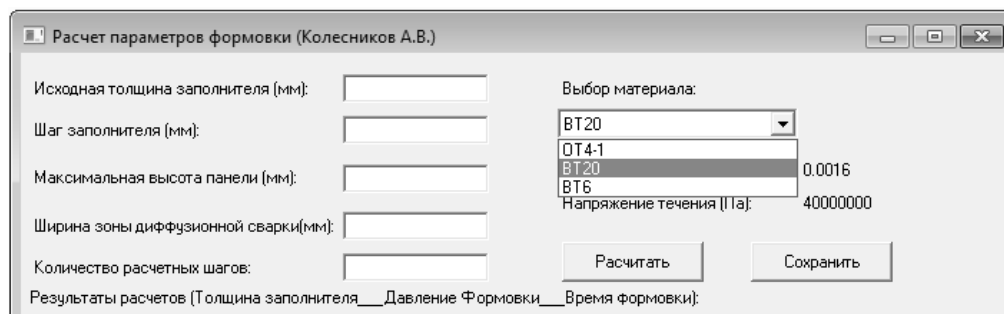 Расчет параметров формовки (Колесников А.В.)
Исходная толщина заполнителя (мм):
Шаг заполнителя (мм):
Максимальная высота панели (мм):
Ширина зоны диффузионной сварки(мм):
Количество расчетных шагов:
Выбор материала:
ВТ20
ОТ4-1
ВТ20
ВТ6
0.0016
Напряжение течения (Па): 40000000
Расчитать Сохранить
Результаты расчетов (Толщина заполнителя___Давление Формовки___Время формовки):